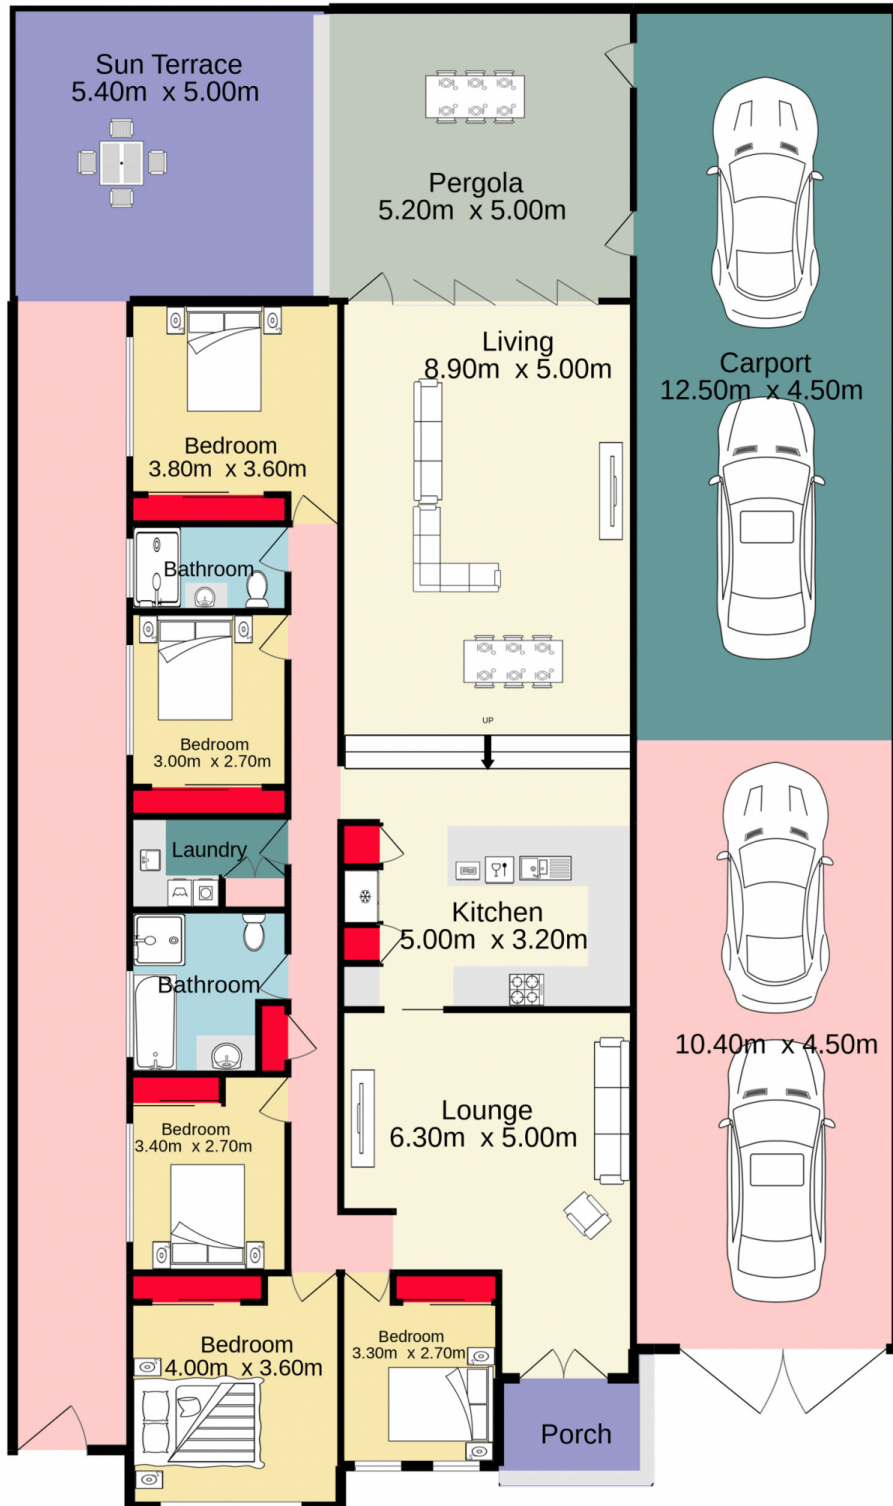 Sun Terrace
5.40m x 5.00m
Pergola
5.20m x 5.00m
Living
8.90m x 5.00m
Carport
12.50m x 4.50m
Bedroom
3.80m x 3.60m
Bathroom
Bedroom
3.00m x 2.70m
UP
Laundry
Kitchen
5.00m x 3.20m
Bathroom
10.40m x 4.50m
Lounge
6.30m x 5.00m
Bedroom
3.40m x 2.70m
Bedroom
4.00m x 3.60m
Bedroom
3.30m x 2.70m
Porch